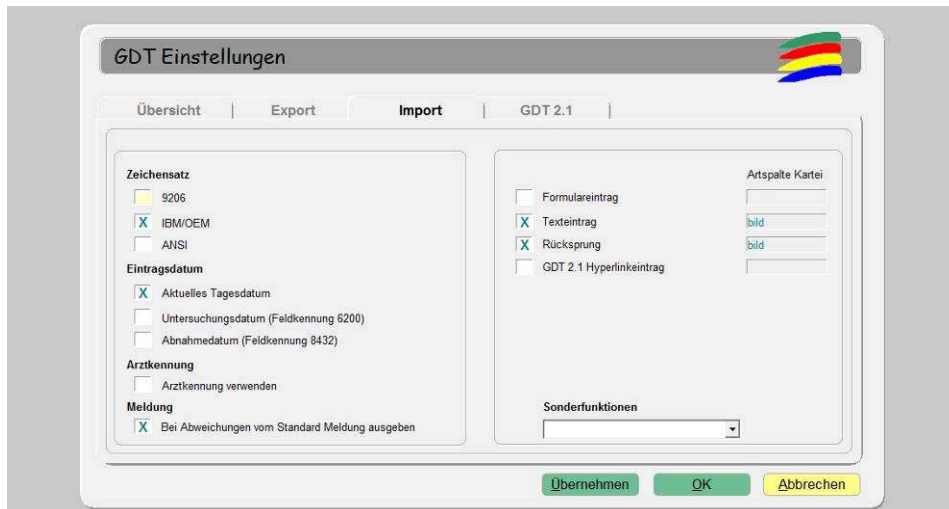 GDT Einstellungen
Übersicht | Export Import | GDT 2.1 |
Zeichensatz
9206
X IBM/OEM
ANSI
Eintragsdatum
X Aktuelles Tagesdatum
Untersuchungsdatum (Feldkennung 6200)
Abnahmedatum (Feldkennung 8432)
Arztkennung
Arztkennung verwenden
Meldung
X Bei Abweichungen vom Standard Meldung ausgeben
Artspalte Kartei
Formulareintrag
X Texteintrag bild
X Rücksprung bild
GDT 2.1 Hyperlinkeintrag
Sonderfunktionen
Übernehmen OK Abbrechen